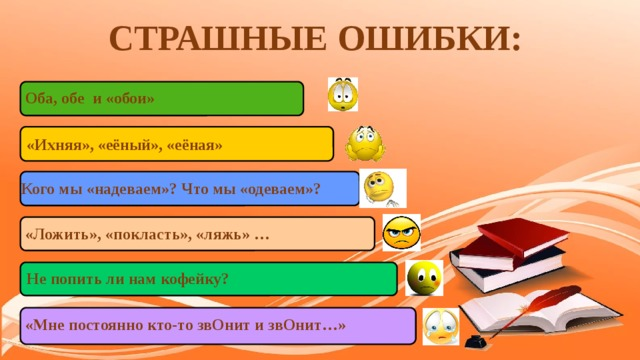 СТРАШНЫЕ ОШИБКИ:
Оба, обе и «обои»
«Ихняя», «еёный», «еёная»
Кого мы «надеваем»? Что мы «одеваем»?
«Ложить», «покласть», «ляжь» …
Не попить ли нам кофейку?
«Мне постоянно кто-то звОнит и звОнит…»